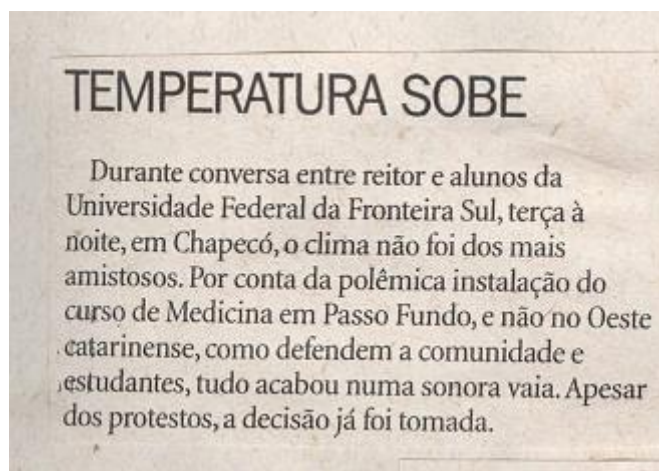 TEMPERATURA SOBE
Durante conversa entre reitor e alunos da
Universidade Federal da Fronteira Sul, terça à
noite, em Chapecó, o clima não foi dos mais
amistosos. Por conta da polêmica instalação do
curso de Medicina em Passo Fundo, e não no Oeste
catarinense, como defendem a comunidade e
estudantes, tudo acabou numa sonora vaia. Apesar
dos protestos, a decisão já foi tomada.